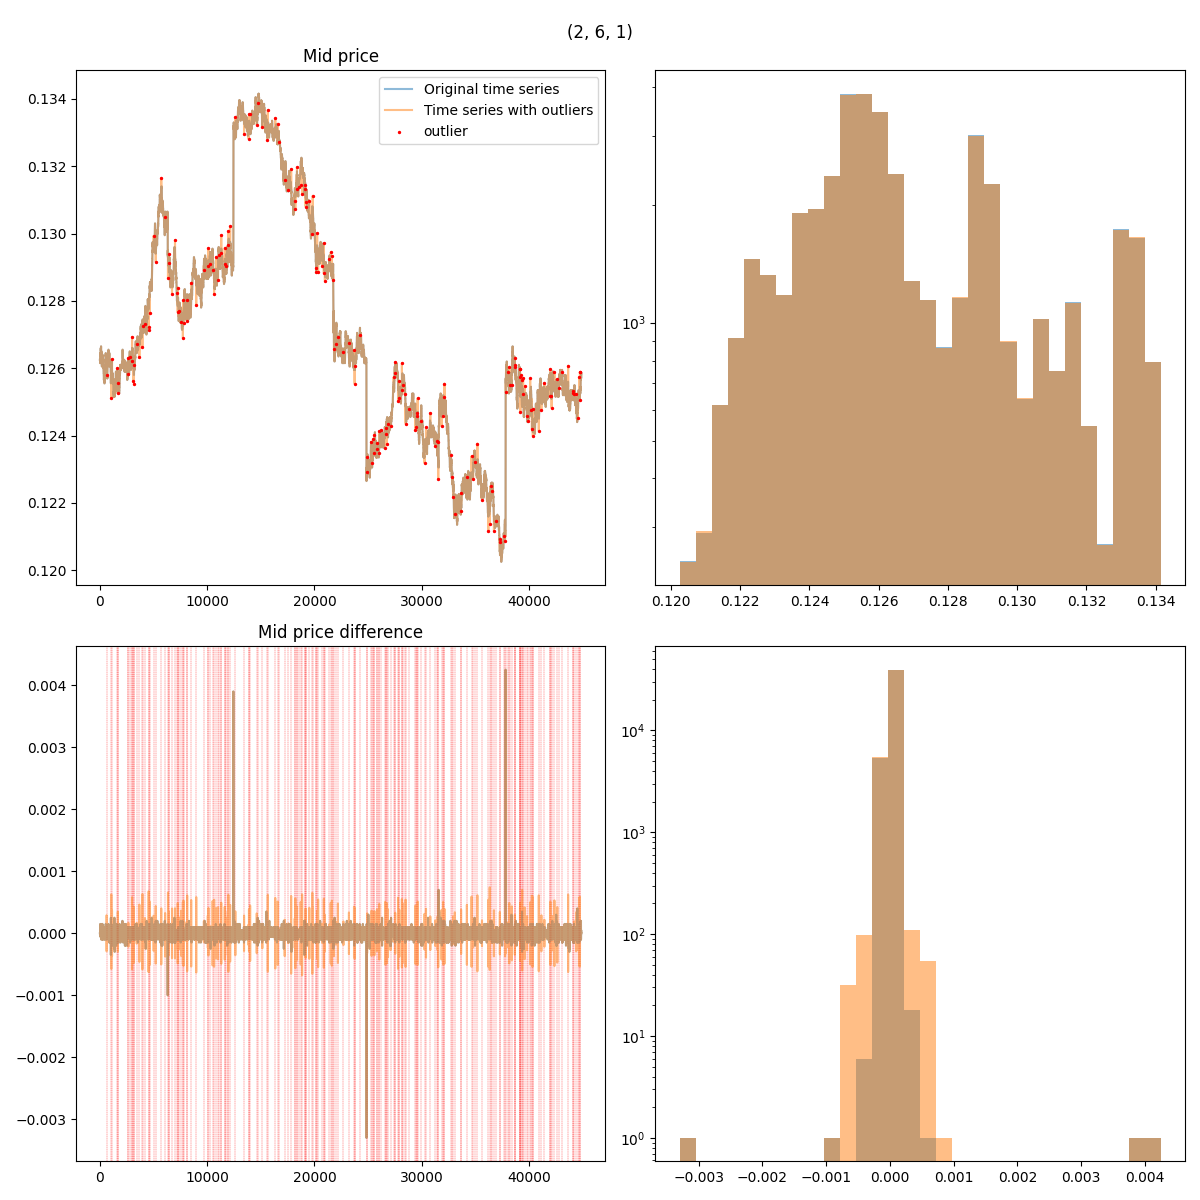 (2, 6, 1)
Mid price
Original time series
Time series with outliers
outlier
0.134
0.132
0.130
0.128
0.126
0.124
0.122
0.120
0 10000 20000 30000 40000
10³
0.120 0.122 0.124 0.126 0.128 0.130 0.132 0.134
Mid price difference
0.004
0.003
0.002
0.001
0.000
−0.001
−0.002
−0.003
0 10000 20000 30000 40000
10⁴
10³
10²
10¹
10⁰
−0.003 −0.002 −0.001 0.000 0.001 0.002 0.003 0.004